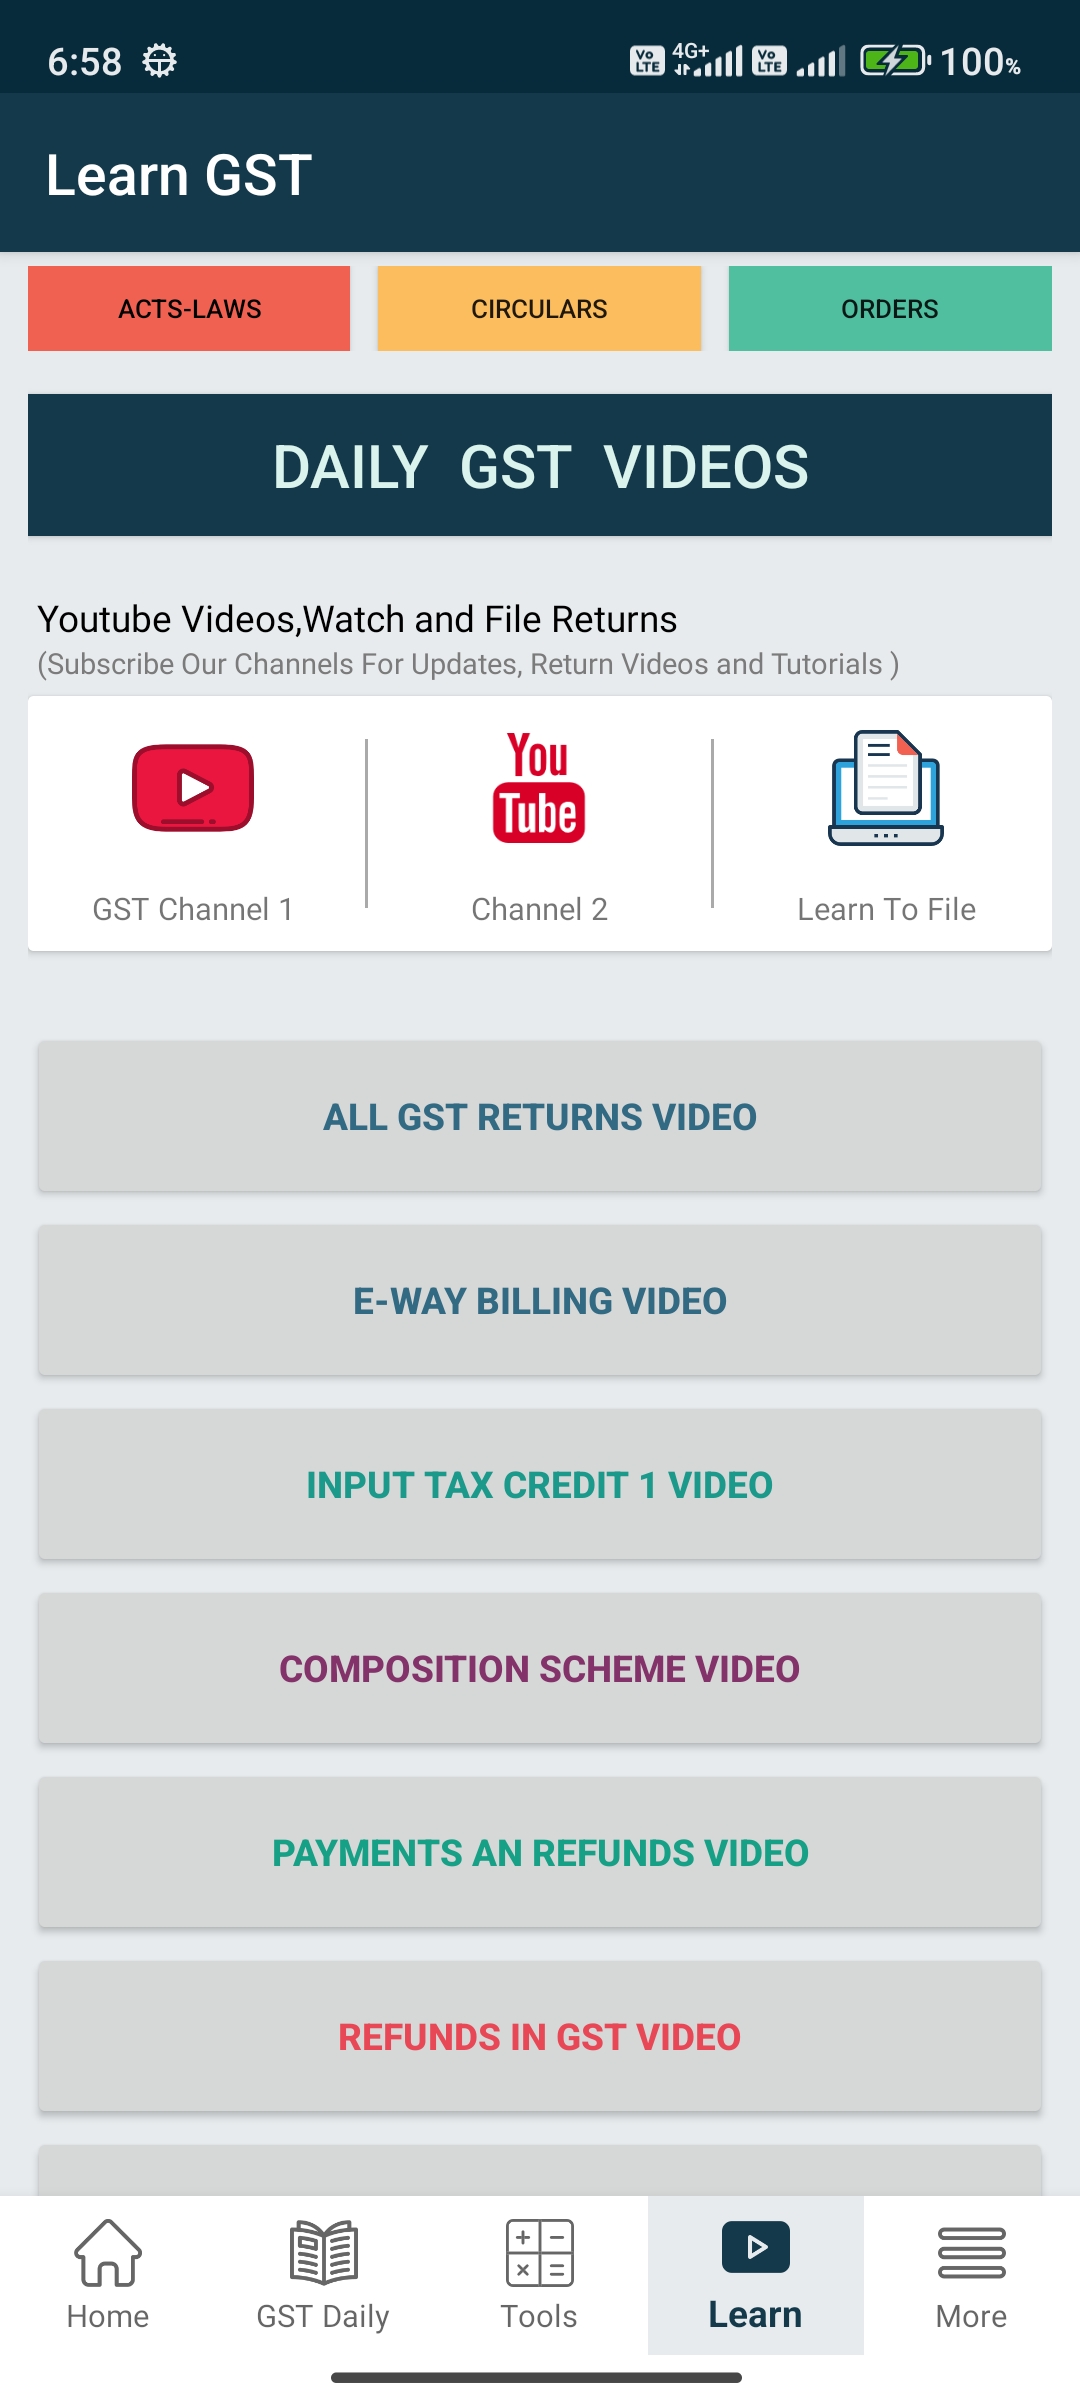 6:58
Vo LTE 4G+ Vo LTE 100%
Learn GST
ACTS-LAWS CIRCULARS ORDERS
DAILY GST VIDEOS
Youtube Videos,Watch and File Returns
(Subscribe Our Channels For Updates, Return Videos and Tutorials )
You
Tube
GST Channel 1 Channel 2 Learn To File
ALL GST RETURNS VIDEO
E-WAY BILLING VIDEO
INPUT TAX CREDIT 1 VIDEO
COMPOSITION SCHEME VIDEO
PAYMENTS AN REFUNDS VIDEO
REFUNDS IN GST VIDEO
Home GST Daily Tools Learn More